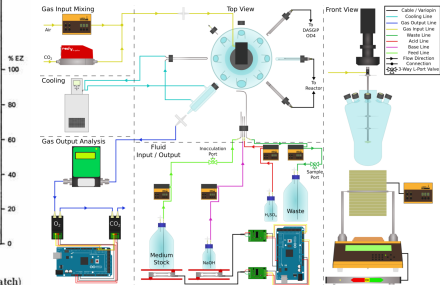 % EZ
100
80
60
40
20
0
atch)
Gas Input Mixing
Air
CO₂
Cooling
Gas Output Analysis
O₂
CO₂
Top View
To
DASGIP
OD4
To
Reactor
Fluid
Input / Output
Inoculation
Port
Sample
Port
Medium
Stock
NaOH
H₂SO₄
Waste
Front View
Cable / Variopin
Cooling Line
Gas Output Line
Gas Input Line
Waste Line
Acid Line
Base Line
Feed Line
Flow Direction
Connection
3-Way L-Port Valve